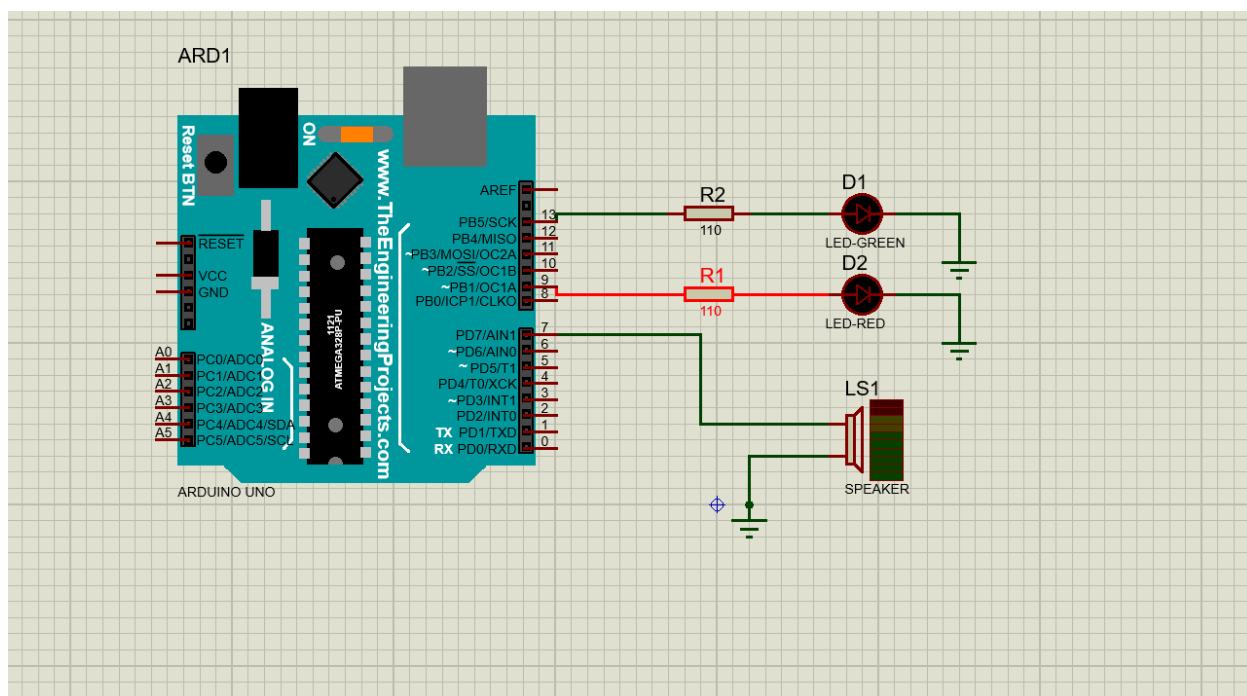 ARD1
Reset BTN
ON
www.TheEngineeringProjects.com
RESET
VCC
GND
ANALOG IN
A0 PC0/ADC0
A1 PC1/ADC1
A2 PC2/ADC2
A3 PC3/ADC3
A4 PC4/ADC4/SDA
A5 PC5/ADC5/SCL
1121
ATMEGA328P-PU
AREF
PB5/SCK 13
PB4/MISO 12
~PB3/MOSI/OC2A 11
~PB2/SS/OC1B 10
~PB1/OC1A 9
PB0/ICP1/CLKO 8
PD7/AIN1 7
~PD6/AIN0 6
~PD5/T1 5
PD4/T0/XCK 4
~PD3/INT1 3
PD2/INT0 2
TX PD1/TXD 1
RX PD0/RXD 0
ARDUINO UNO
R2
110
D1
LED-GREEN
R1
110
D2
LED-RED
LS1
SPEAKER